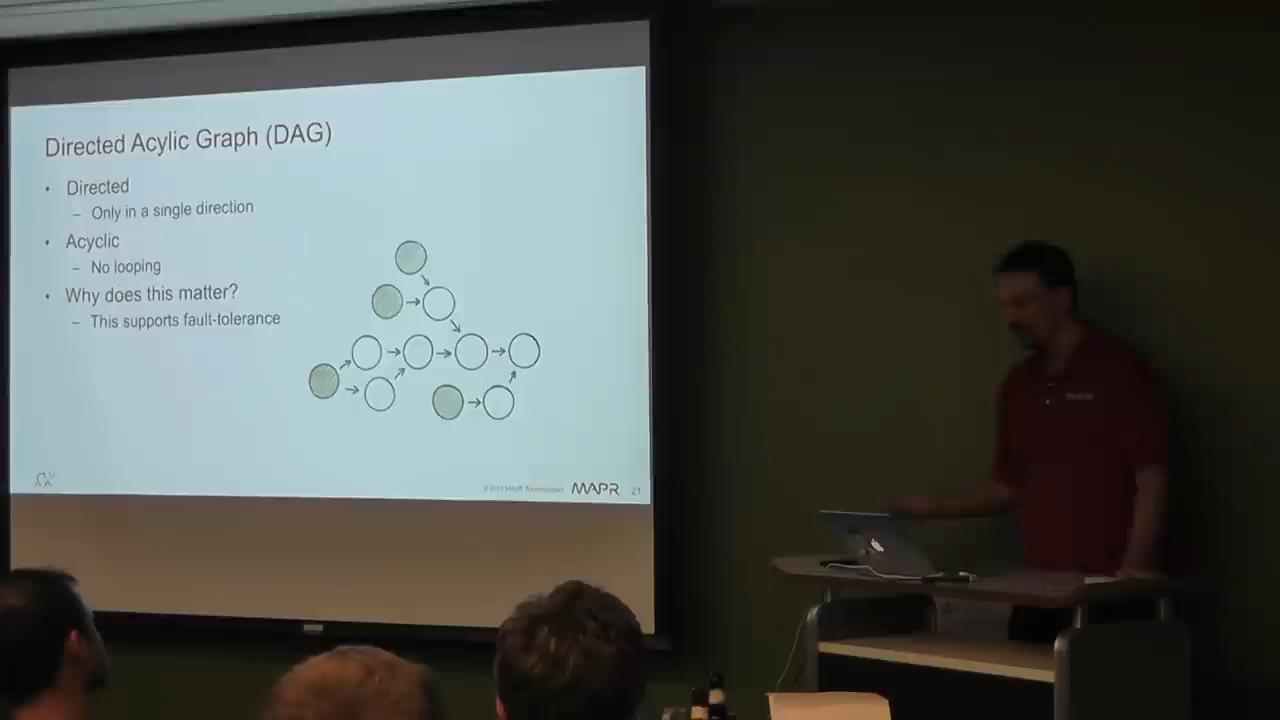 Directed Acylic Graph (DAG)
• Directed
– Only in a single direction
• Acyclic
– No looping
• Why does this matter?
– This supports fault-tolerance
MAPR 21